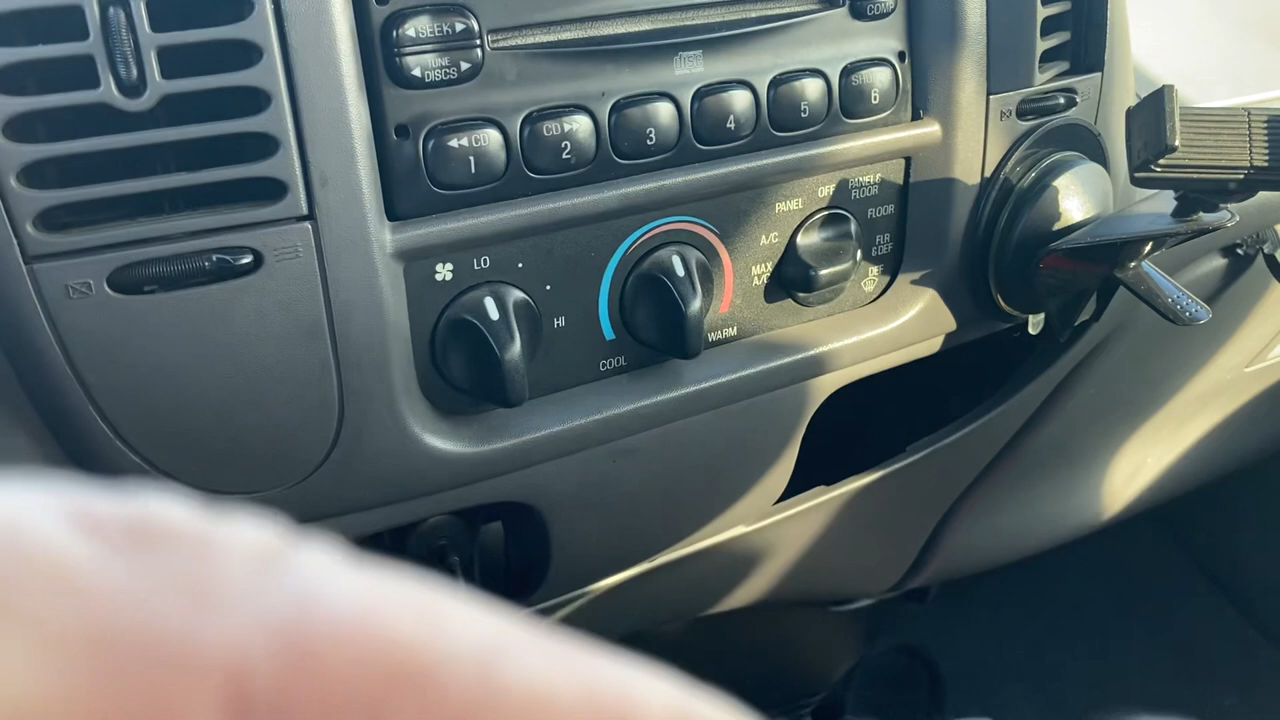 SEEK
TUNE
DISCS
COMP
disc
CD
1
CD
2
3
4
5
6
LO
HI
COOL
WARM
MAX
A/C
A/C
PANEL
OFF
PANEL&
FLOOR
FLOOR
FLR
&DEF
DEF